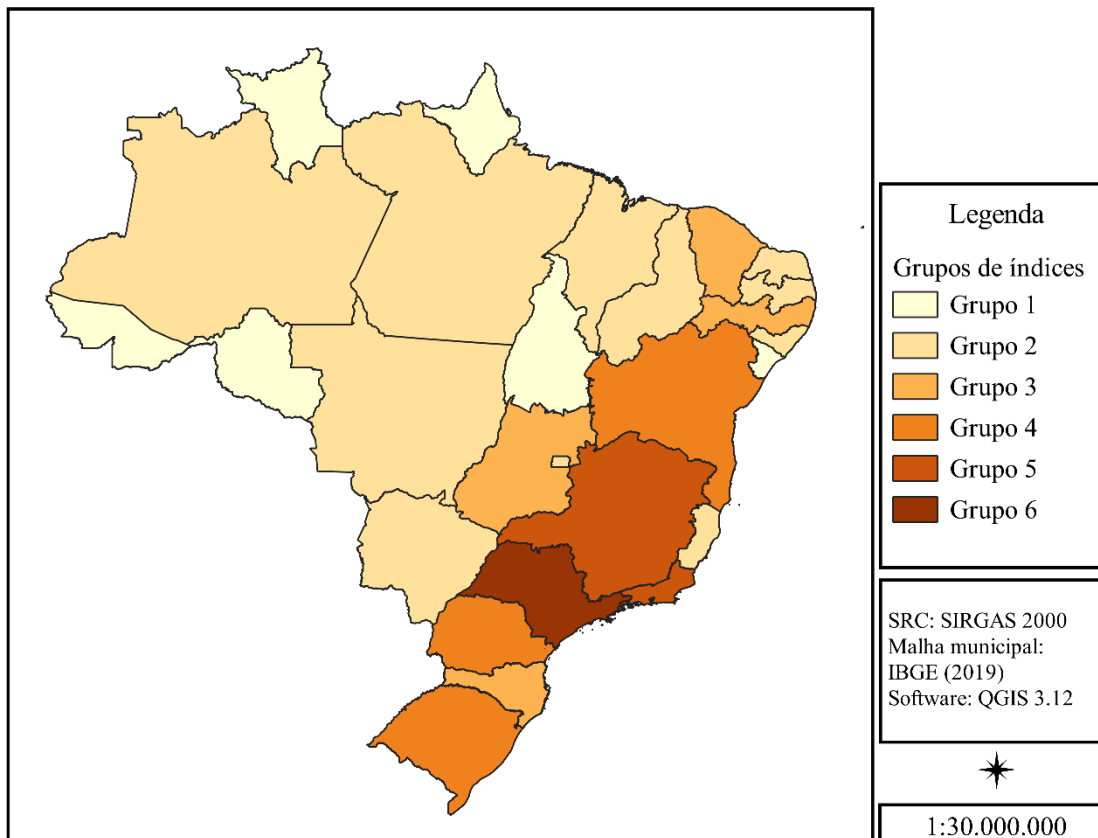 Legenda
Grupos de índices
Grupo 1
Grupo 2
Grupo 3
Grupo 4
Grupo 5
Grupo 6
SRC: SIRGAS 2000
Malha municipal:
IBGE (2019)
Software: QGIS 3.12
1:30.000.000